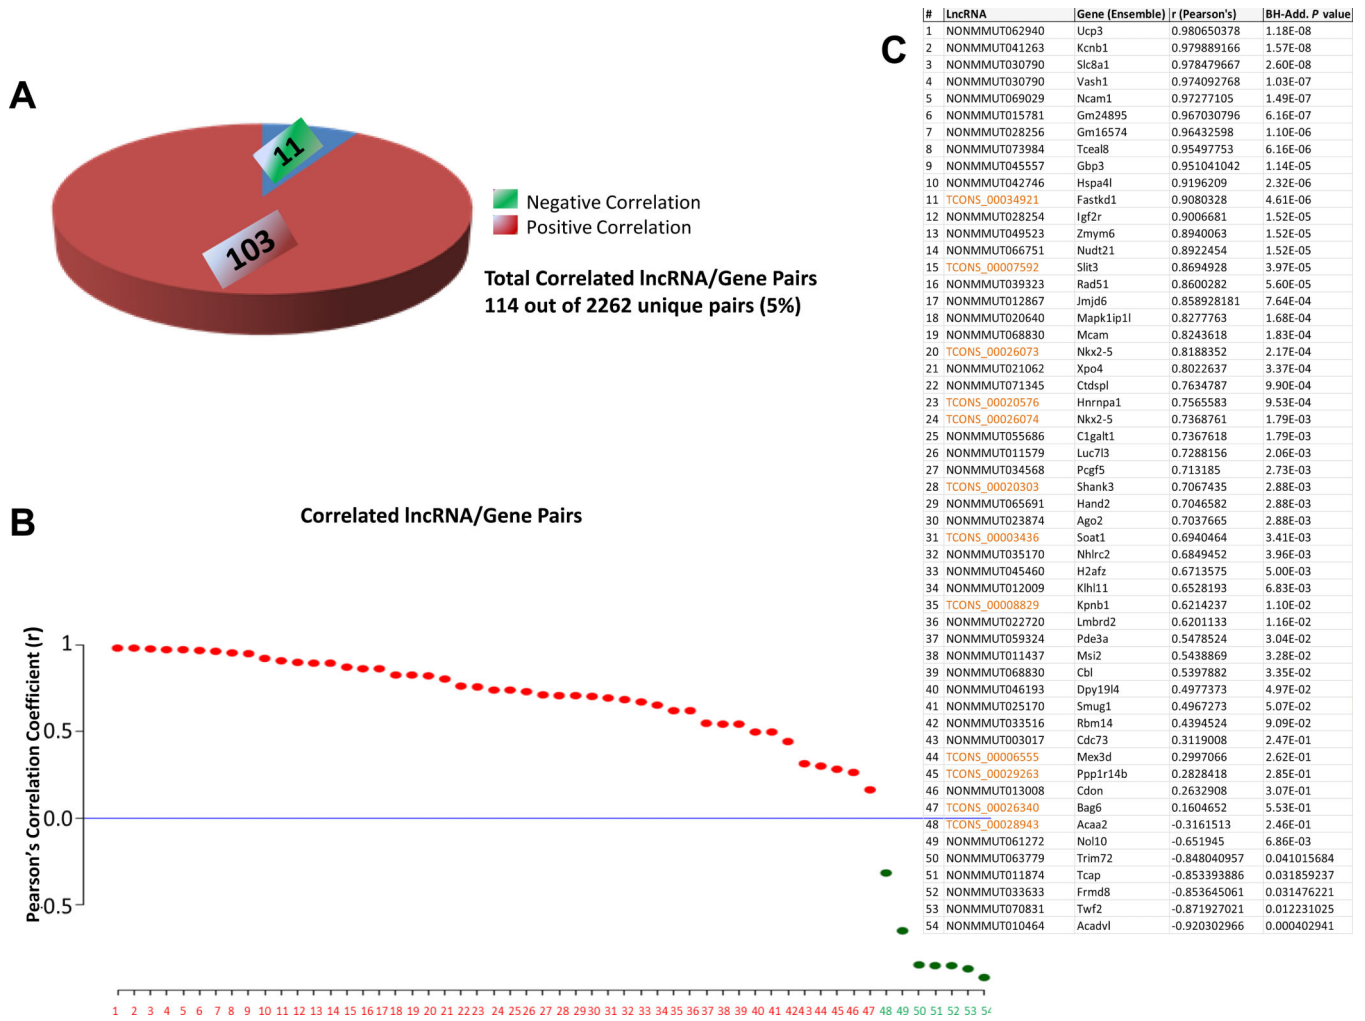 A
11
103
Negative Correlation
Positive Correlation
Total Correlated lncRNA/Gene Pairs
114 out of 2262 unique pairs (5%)
B
Correlated lncRNA/Gene Pairs
Pearson's Correlation Coefficient (r)
1
0.5
0.0
-0.5
1 2 3 4 5 6 7 8 9 10 11 12 13 14 15 16 17 18 19 20 21 22 23 24 25 26 27 28 29 30 31 32 33 34 35 36 37 38 39 40 41 42 43 44 45 46 47 48 49 50 51 52 53 54
C
# LncRNA Gene (Ensemble) r (Pearson's) BH-Add. P value
1 NONMMUT062940 Ucp3 0.980650378 1.18E-08
2 NONMMUT041263 Kcnb1 0.979889166 1.57E-08
3 NONMMUT030790 Slc8a1 0.978479667 2.60E-08
4 NONMMUT030790 Vash1 0.974092768 1.03E-07
5 NONMMUT069029 Ncam1 0.97277105 1.49E-07
6 NONMMUT015781 Gm24895 0.967030796 6.16E-07
7 NONMMUT028256 Gm16574 0.96432598 1.10E-06
8 NONMMUT073984 Tceal8 0.95497753 6.16E-06
9 NONMMUT045557 Gbp3 0.951041042 1.14E-05
10 NONMMUT042746 Hspa4l 0.9196209 2.32E-06
11 TCONS_00034921 Fastkd1 0.9080328 4.61E-06
12 NONMMUT028254 Igf2r 0.9006681 1.52E-05
13 NONMMUT049523 Zmym6 0.8940063 1.52E-05
14 NONMMUT066751 Nudt21 0.8922454 1.52E-05
15 TCONS_00007592 Slit3 0.8694928 3.97E-05
16 NONMMUT039323 Rad51 0.8600282 5.60E-05
17 NONMMUT012867 Jmjd6 0.858928181 7.64E-04
18 NONMMUT020640 Mapk1ip1l 0.8277763 1.68E-04
19 NONMMUT068830 Mcam 0.8243618 1.83E-04
20 TCONS_00026073 Nkx2-5 0.8188352 2.17E-04
21 NONMMUT021062 Xpo4 0.8022637 3.37E-04
22 NONMMUT071345 Ctdspl 0.7634787 9.90E-04
23 TCONS_00020576 Hnrnpa1 0.7565583 9.53E-04
24 TCONS_00026074 Nkx2-5 0.7368761 1.79E-03
25 NONMMUT055686 C1galt1 0.7367618 1.79E-03
26 NONMMUT011579 Luc7l3 0.7288156 2.06E-03
27 NONMMUT034568 Pcgf5 0.713185 2.73E-03
28 TCONS_00020303 Shank3 0.7067435 2.88E-03
29 NONMMUT065691 Hand2 0.7046582 2.88E-03
30 NONMMUT023874 Ago2 0.7037665 2.88E-03
31 TCONS_00003436 Soat1 0.6940464 3.41E-03
32 NONMMUT035170 Nhlrc2 0.6849452 3.96E-03
33 NONMMUT045460 H2afz 0.6713575 5.00E-03
34 NONMMUT012009 Klhl11 0.6528193 6.83E-03
35 TCONS_00008829 Kpnb1 0.6214237 1.10E-02
36 NONMMUT022720 Lmbrd2 0.6201133 1.16E-02
37 NONMMUT059324 Pde3a 0.5478524 3.04E-02
38 NONMMUT011437 Msi2 0.5438869 3.28E-02
39 NONMMUT068830 Cbl 0.5397882 3.35E-02
40 NONMMUT046193 Dpy19l4 0.4977373 4.97E-02
41 NONMMUT025170 Smug1 0.4967273 5.07E-02
42 NONMMUT033516 Rbm14 0.4394524 9.09E-02
43 NONMMUT003017 Cdc73 0.3119008 2.47E-01
44 TCONS_00006555 Mex3d 0.2997066 2.62E-01
45 TCONS_00029263 Ppp1r14b 0.2828418 2.85E-01
46 NONMMUT013008 Cdon 0.2632908 3.07E-01
47 TCONS_00026340 Bag6 0.1604652 5.53E-01
48 TCONS_00028943 Acaa2 -0.3161513 2.46E-01
49 NONMMUT061272 Nol10 -0.651945 6.86E-03
50 NONMMUT063779 Trim72 -0.848040957 0.041015684
51 NONMMUT011874 Tcap -0.853393886 0.031859237
52 NONMMUT033633 Frmd8 -0.853645061 0.031476221
53 NONMMUT070831 Twf2 -0.871927021 0.012231025
54 NONMMUT010464 Acadvl -0.920302966 0.000402941